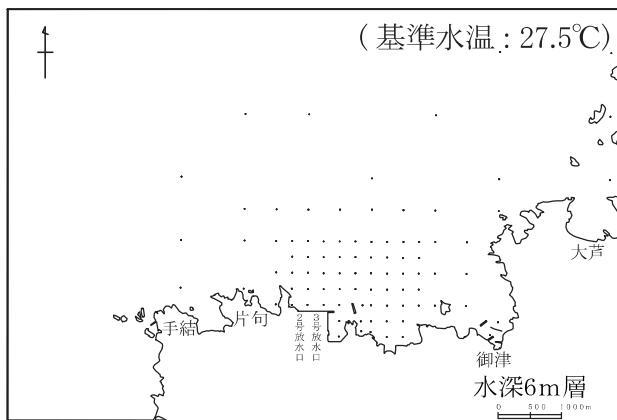 (基準水温:27.5℃)
大芦
手結
片句
2号放水口
3号放水口
御津
水深6m層
0 500 1000m